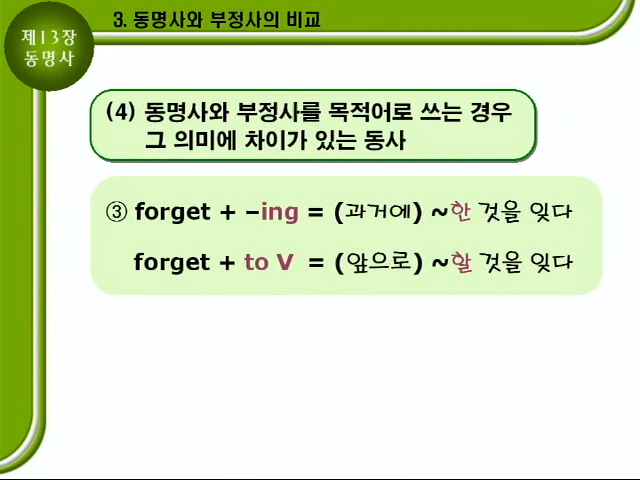 3. 동명사와 부정사의 비교
제13장
동명사
(4) 동명사와 부정사를 목적어로 쓰는 경우
그 의미에 차이가 있는 동사
③ forget + –ing = (과거에) ~한 것을 잊다
forget + to V = (앞으로) ~할 것을 잊다